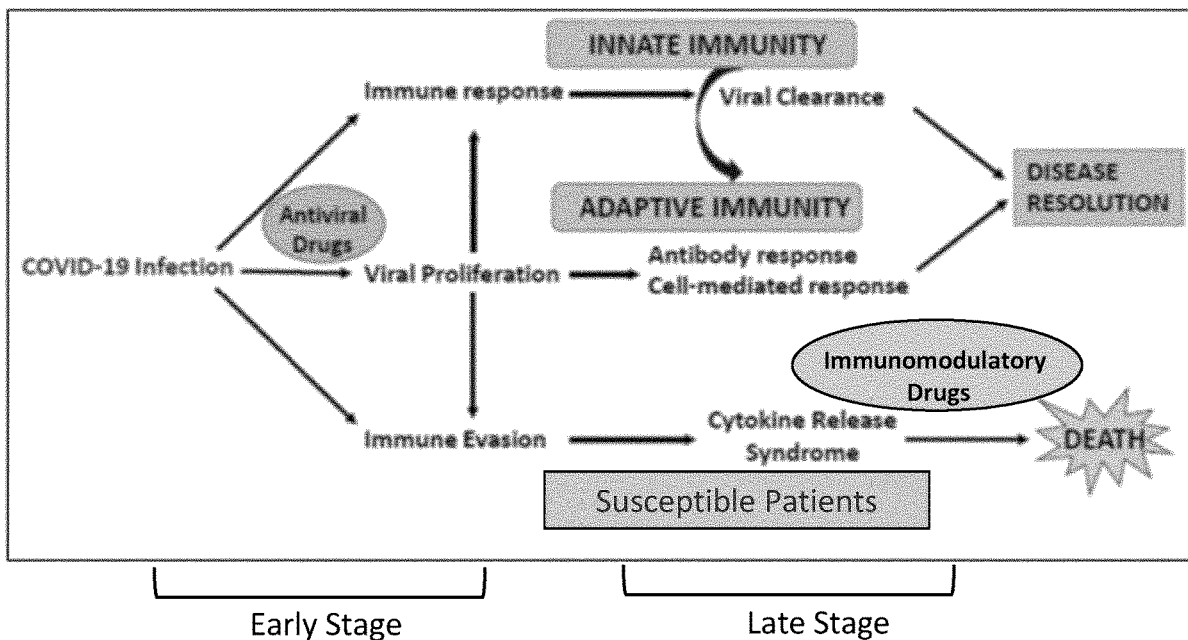 INNATE IMMUNITY
Immune response
Viral Clearance
DISEASE
RESOLUTION
Antiviral
Drugs
ADAPTIVE IMMUNITY
COVID-19 Infection
Viral Proliferation
Antibody response
Cell-mediated response
Immunomodulatory
Drugs
Immune Evasion
Cytokine Release
Syndrome
DEATH
Susceptible Patients
Early Stage
Late Stage